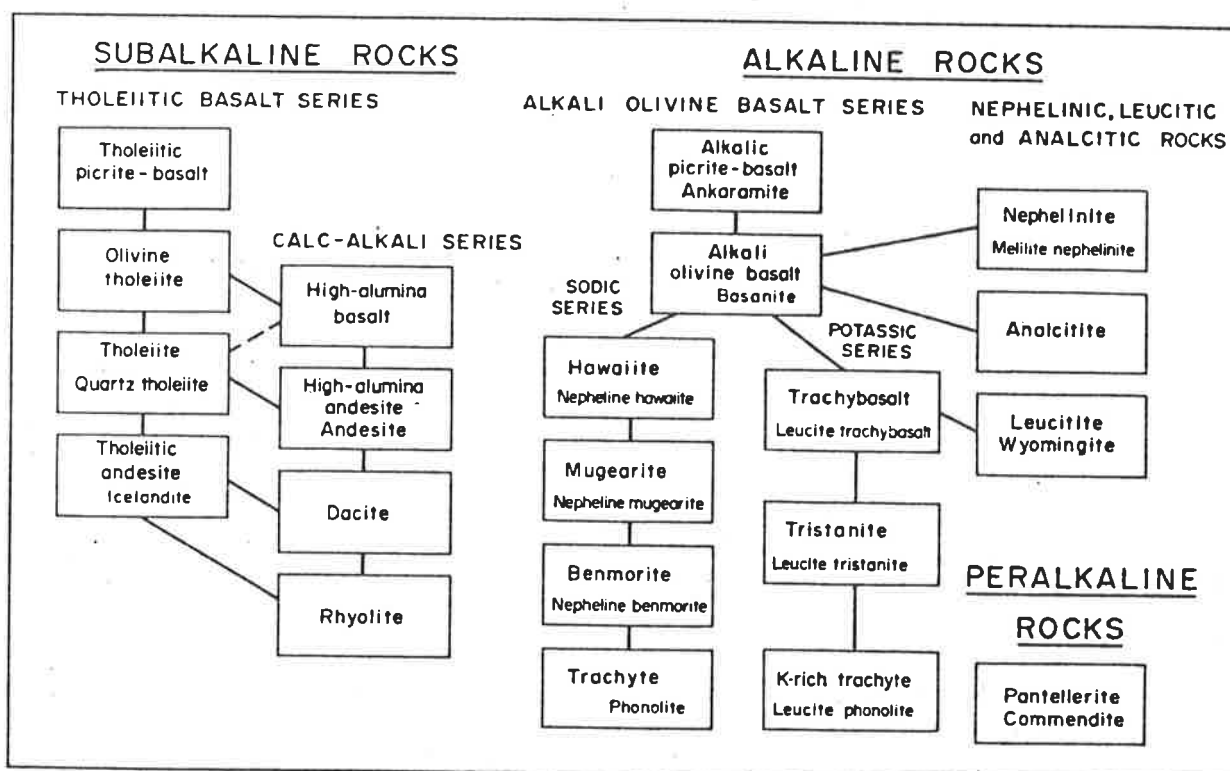 SUBALKALINE ROCKS
THOLEIITIC BASALT SERIES
Tholeiitic
picrite-basalt
Olivine
tholeiite
Tholeiite
Quartz tholeiite
Tholeiitic
andesite
Icelandite
CALC-ALKALI SERIES
High-alumina
basalt
High-alumina
andesite
Andesite
Dacite
Rhyolite
ALKALINE ROCKS
ALKALI OLIVINE BASALT SERIES
Alkalic
picrite-basalt
Ankaramite
Alkali
olivine basalt
Basanite
SODIC
SERIES
Hawaiite
Nepheline hawaiite
Mugearite
Nepheline mugearite
Benmorite
Nepheline benmorite
Trachyte
Phonolite
POTASSIC
SERIES
Trachybasalt
Leucite trachybasalt
Tristanite
Leucite tristanite
K-rich trachyte
Leucite phonolite
NEPHELINIC, LEUCITIC
and ANALCITIC ROCKS
Nephelinite
Melilite nephelinite
Analcitite
Leucitite
Wyomingite
PERALKALINE
ROCKS
Pantellerite
Commendite